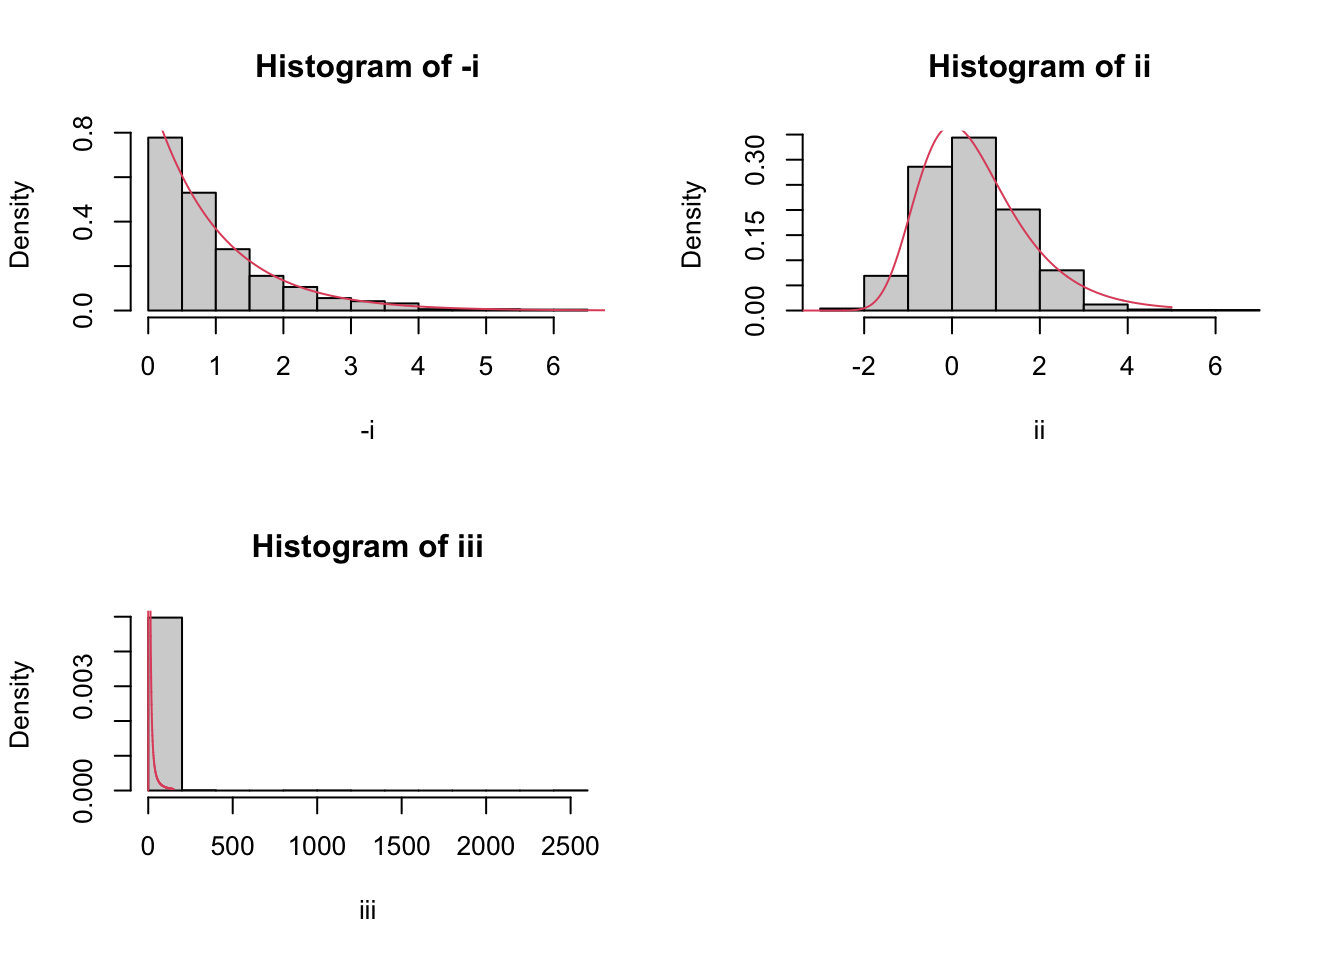 Histogram of -i
Density
0.0 0.4 0.8
0 1 2 3 4 5 6
-i
Histogram of ii
Density
0.00 0.15 0.30
-2 0 2 4 6
ii
Histogram of iii
Density
0.000 0.003
0 500 1000 1500 2000 2500
iii